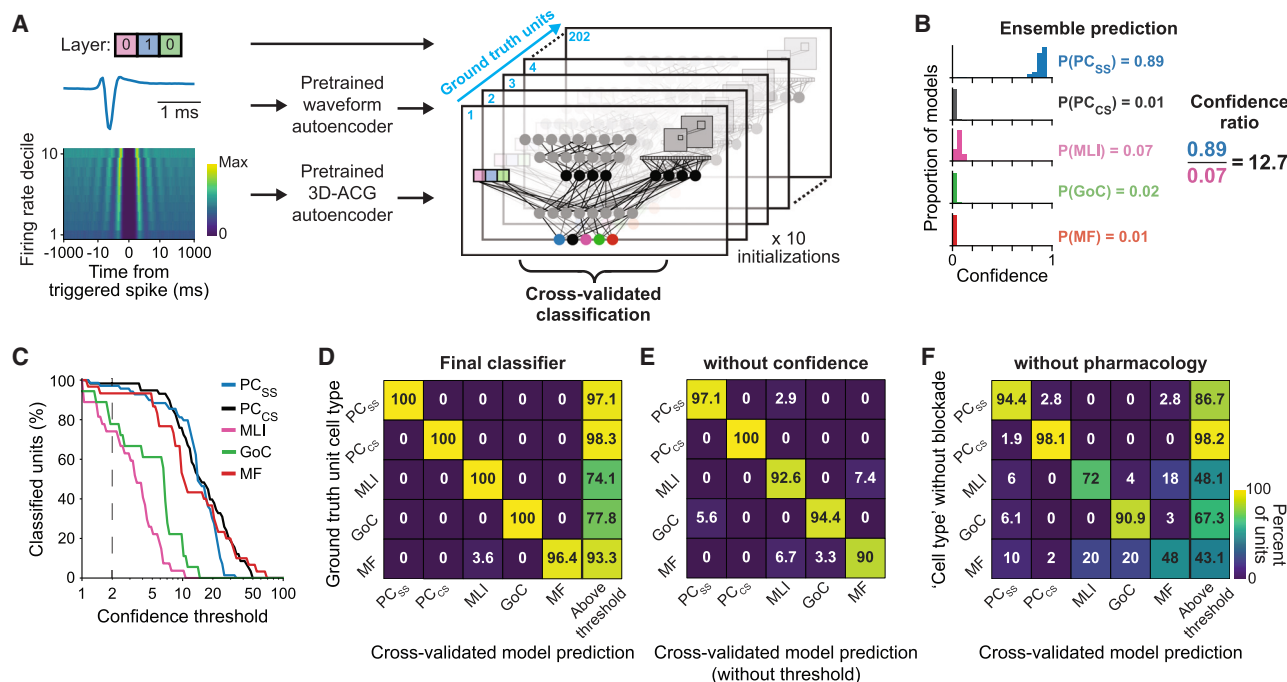 A
Layer: 0 1 0
1 ms
Pretrained
waveform
autoencoder
Firing rate decile
10
1
Max
0
-1000 -10 0 10 1000
Time from
triggered spike (ms)
Pretrained
3D-ACG
autoencoder
Ground truth units
1
2
3
4
202
x 10
initializations
Cross-validated
classification
B
Ensemble prediction
Proportion of models
P(PCSS) = 0.89
P(PCCS) = 0.01
P(MLI) = 0.07
P(GoC) = 0.02
P(MF) = 0.01
0 1
Confidence
Confidence
ratio
0.89
0.07
= 12.7
C
Classified units (%)
100
80
60
40
20
0
1 2 5 10 20 50 100
Confidence threshold
PCSS
PCCS
MLI
GoC
MF
D
Final classifier
Ground truth unit cell type
PCSS 100 0 0 0 0 97.1
PCCS 0 100 0 0 0 98.3
MLI 0 0 100 0 0 74.1
GoC 0 0 0 100 0 77.8
MF 0 0 3.6 0 96.4 93.3
PCSS PCCS MLI GoC MF Above
threshold
Cross-validated model prediction
E
without confidence
PCSS 97.1 0 2.9 0 0
PCCS 0 100 0 0 0
MLI 0 0 92.6 0 7.4
GoC 5.6 0 0 94.4 0
MF 0 0 6.7 3.3 90
PCSS PCCS MLI GoC MF
Cross-validated model prediction
(without threshold)
F
without pharmacology
'Cell type' without blockade
PCSS 94.4 2.8 0 0 2.8 86.7
PCCS 1.9 98.1 0 0 0 98.2
MLI 6 0 72 4 18 48.1
GoC 6.1 0 0 90.9 3 67.3
MF 10 2 20 20 48 43.1
PCSS PCCS MLI GoC MF Above
threshold
Cross-validated model prediction
100
0
Percent
of units